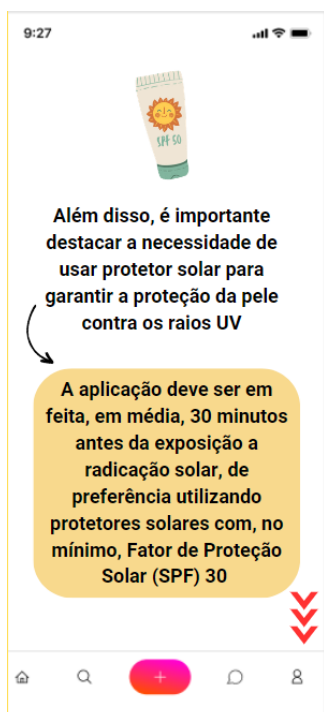 9:27
SPF 50
Além disso, é importante
destacar a necessidade de
usar protetor solar para
garantir a proteção da pele
contra os raios UV
A aplicação deve ser em
feita, em média, 30 minutos
antes da exposição a
radicação solar, de
preferência utilizando
protetores solares com, no
mínimo, Fator de Proteção
Solar (SPF) 30